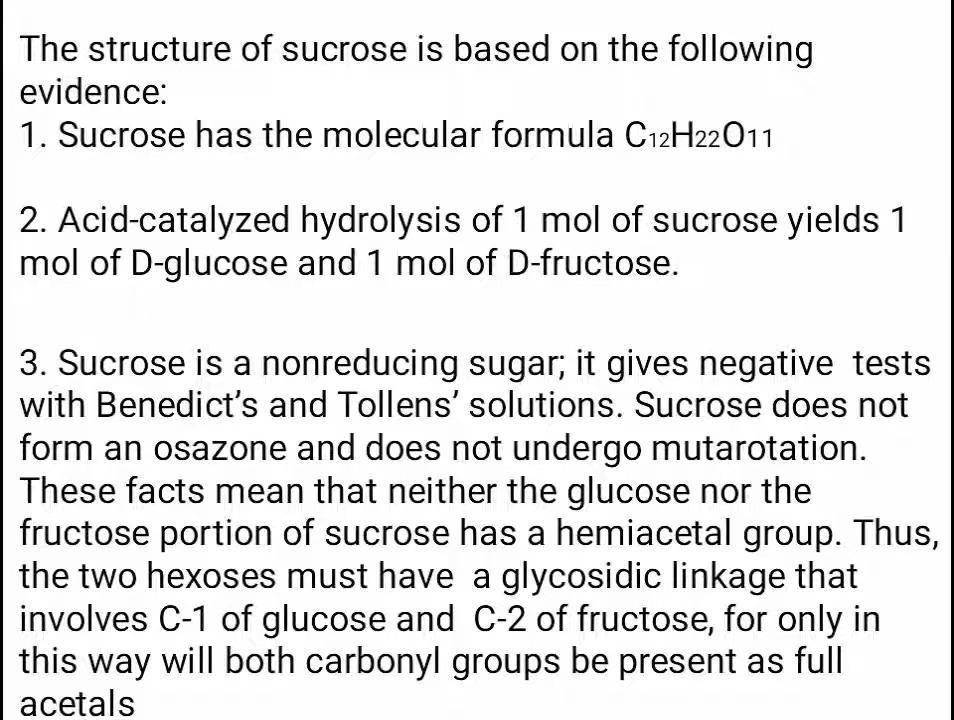 The structure of sucrose is based on the following
evidence:
1. Sucrose has the molecular formula C12H22O11
2. Acid-catalyzed hydrolysis of 1 mol of sucrose yields 1
mol of D-glucose and 1 mol of D-fructose.
3. Sucrose is a nonreducing sugar; it gives negative  tests
with Benedict’s and Tollens’ solutions. Sucrose does not
form an osazone and does not undergo mutarotation.
These facts mean that neither the glucose nor the
fructose portion of sucrose has a hemiacetal group. Thus,
the two hexoses must have  a glycosidic linkage that
involves C-1 of glucose and  C-2 of fructose, for only in
this way will both carbonyl groups be present as full
acetals